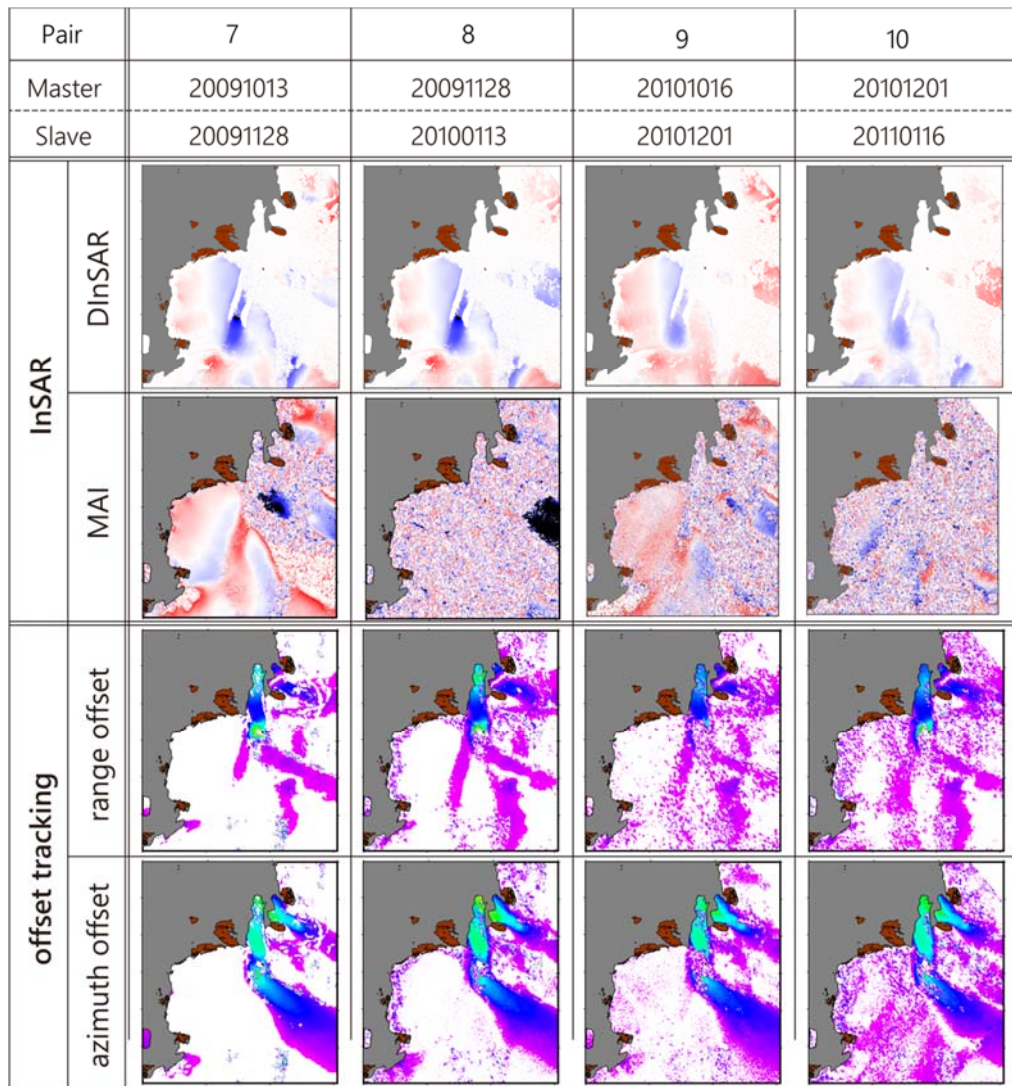 Pair 7 8 9 10
Master 20091013 20091128 20101016 20101201
Slave 20091128 20100113 20101201 20110116
InSAR
DInSAR
MAI
offset tracking
range offset
azimuth offset